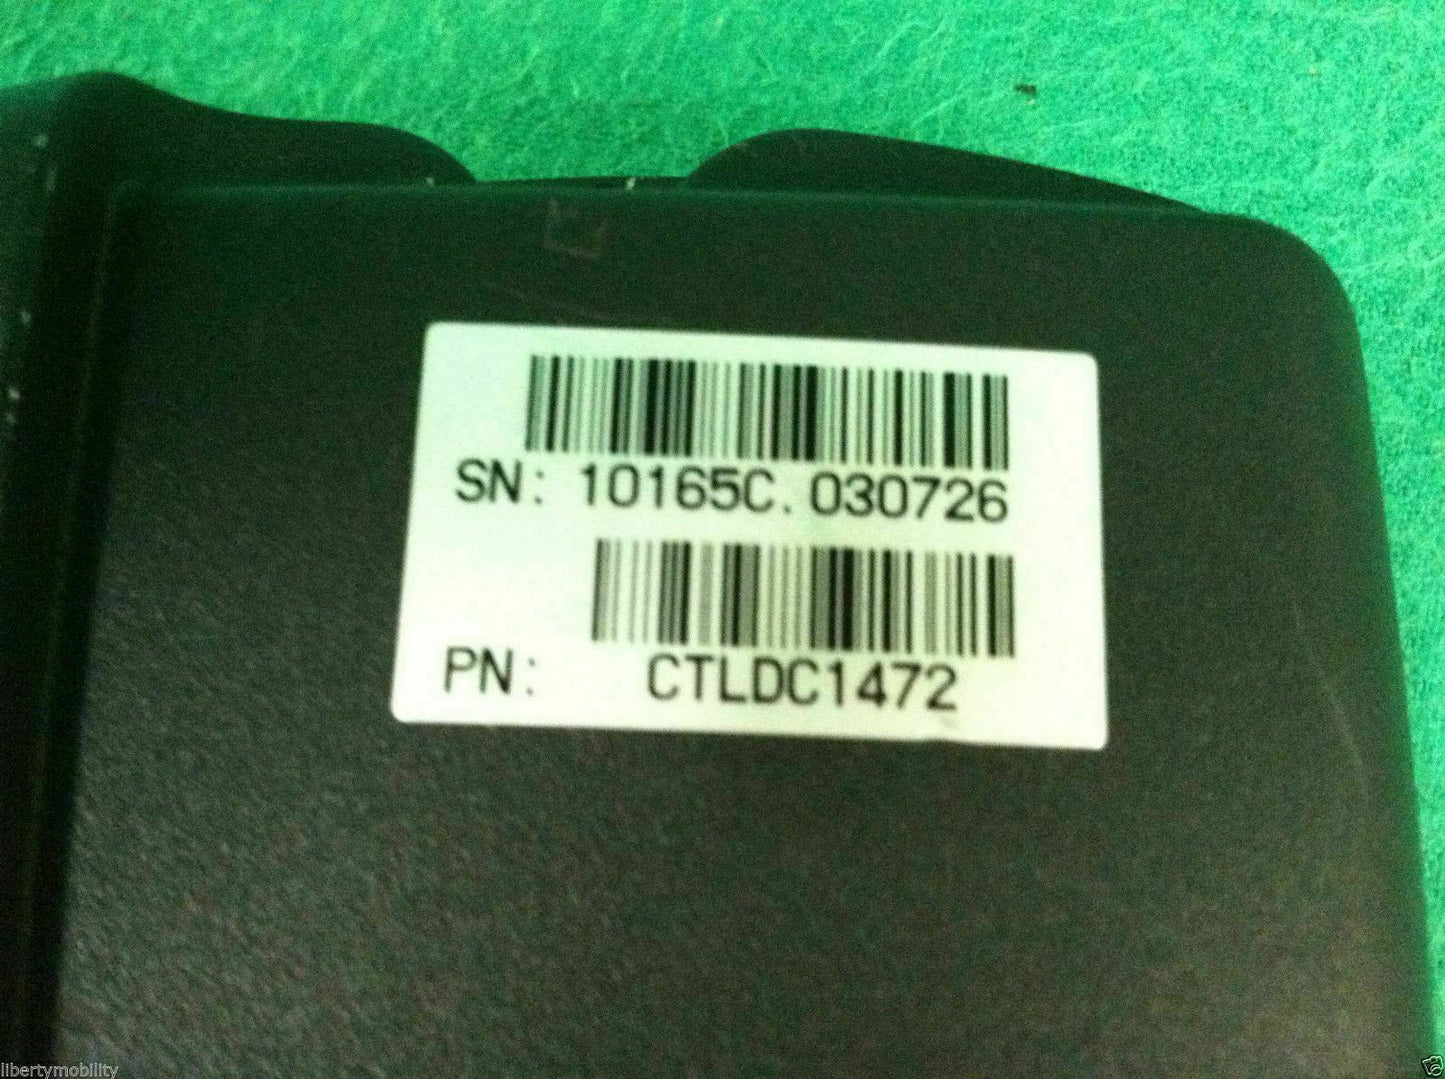 SN: 10165C.030726
PN: CTLDC1472
libertymobility